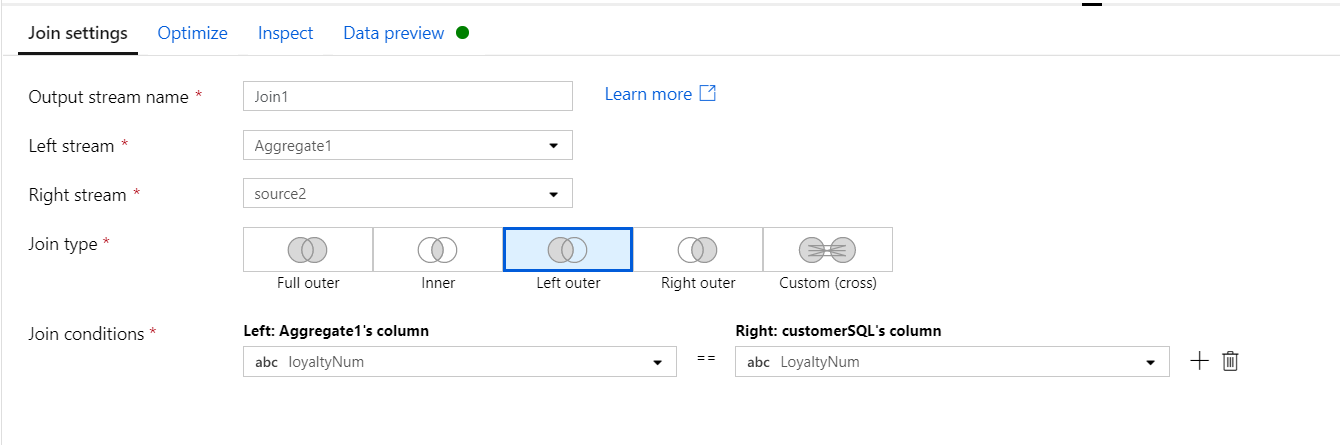 Join settings Optimize Inspect Data preview
Output stream name * Join1 Learn more
Left stream * Aggregate1
Right stream * source2
Join type *
Full outer Inner Left outer Right outer Custom (cross)
Join conditions * Left: Aggregate1's column Right: customerSQL's column
abc loyaltyNum == abc LoyaltyNum